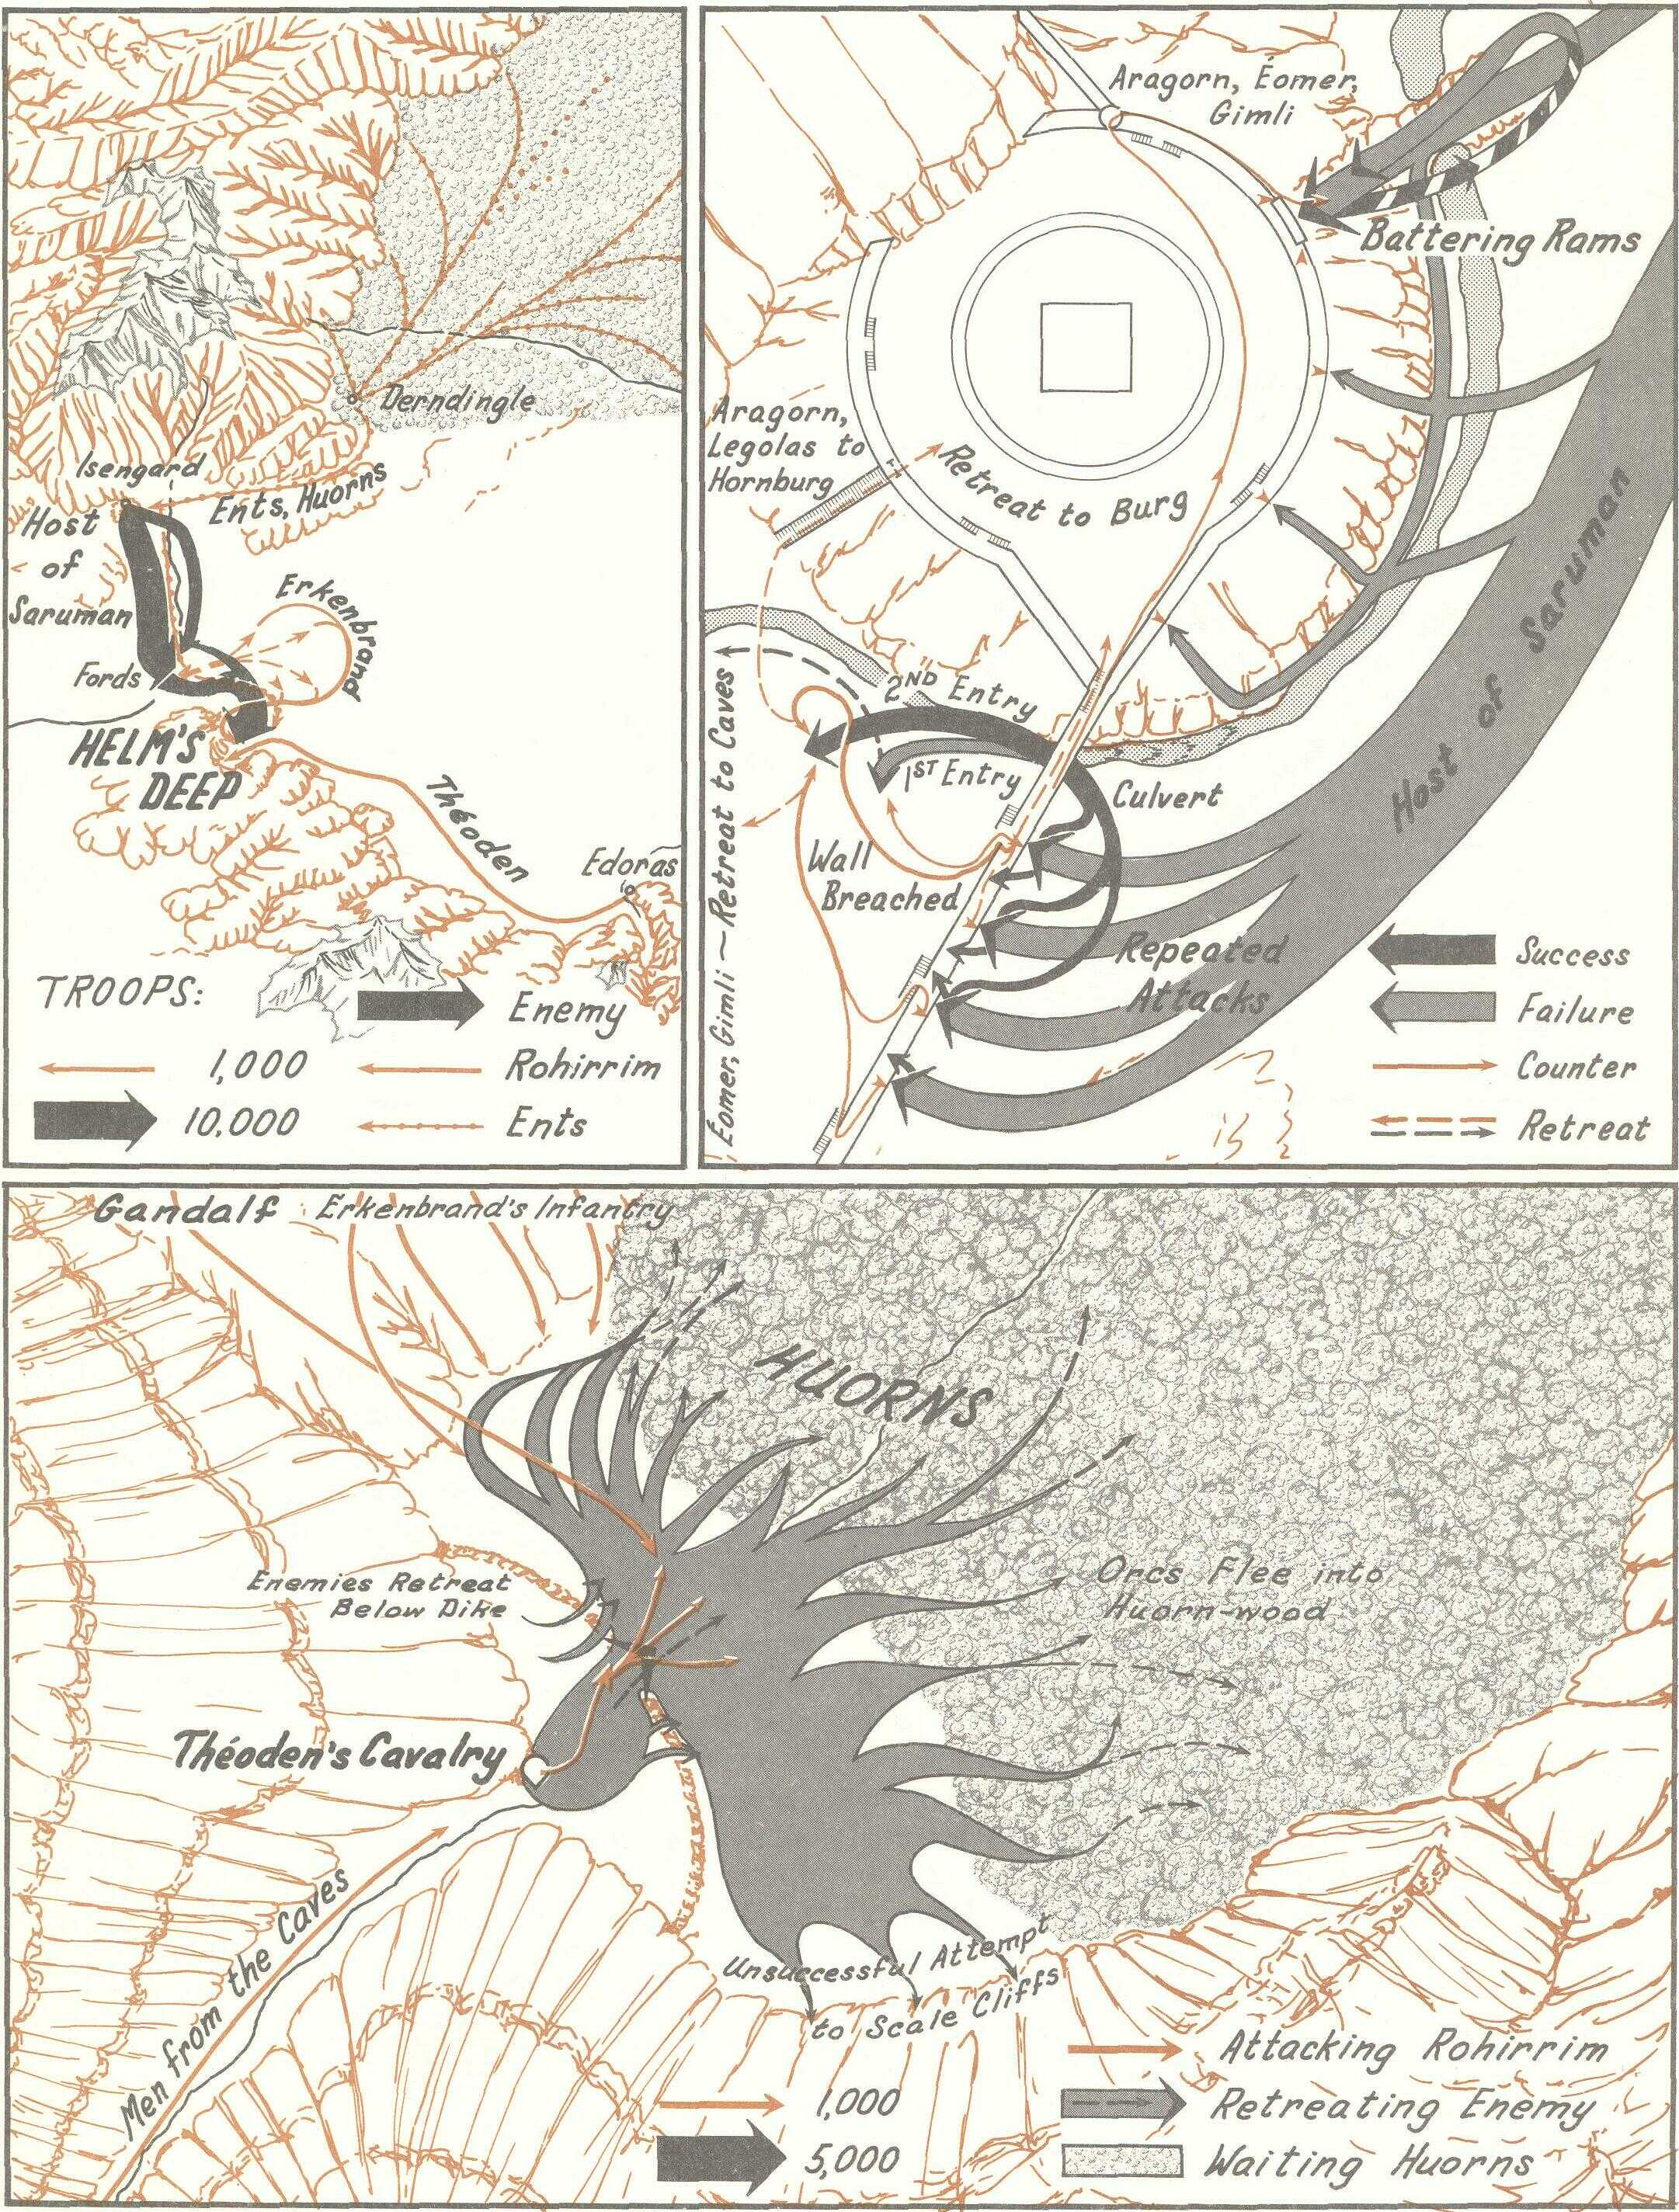 Derndingle
Isengard
Ents, Huorns
Host
of
Saruman
Erkenbrand
Fords
HELM'S
DEEP
Théoden
Edoras
TROOPS:
Enemy
1,000
Rohirrim
10,000
Ents
Aragorn, Éomer,
Gimli
Battering Rams
Aragorn,
Legolas to
Hornburg
Retreat to Burg
Host of Saruman
2ND Entry
1ST Entry
Culvert
Wall
Breached
Éomer, Gimli — Retreat to Caves
Repeated
Attacks
Success
Failure
Counter
Retreat
Gandalf
Erkenbrand's Infantry
HUORNS
Enemies Retreat
Below Dike
Orcs Flee into
Huorn-wood
Théoden's Cavalry
Men from the Caves
Unsuccessful Attempt
to Scale Cliffs
Attacking Rohirrim
1,000
Retreating Enemy
5,000
Waiting Huorns